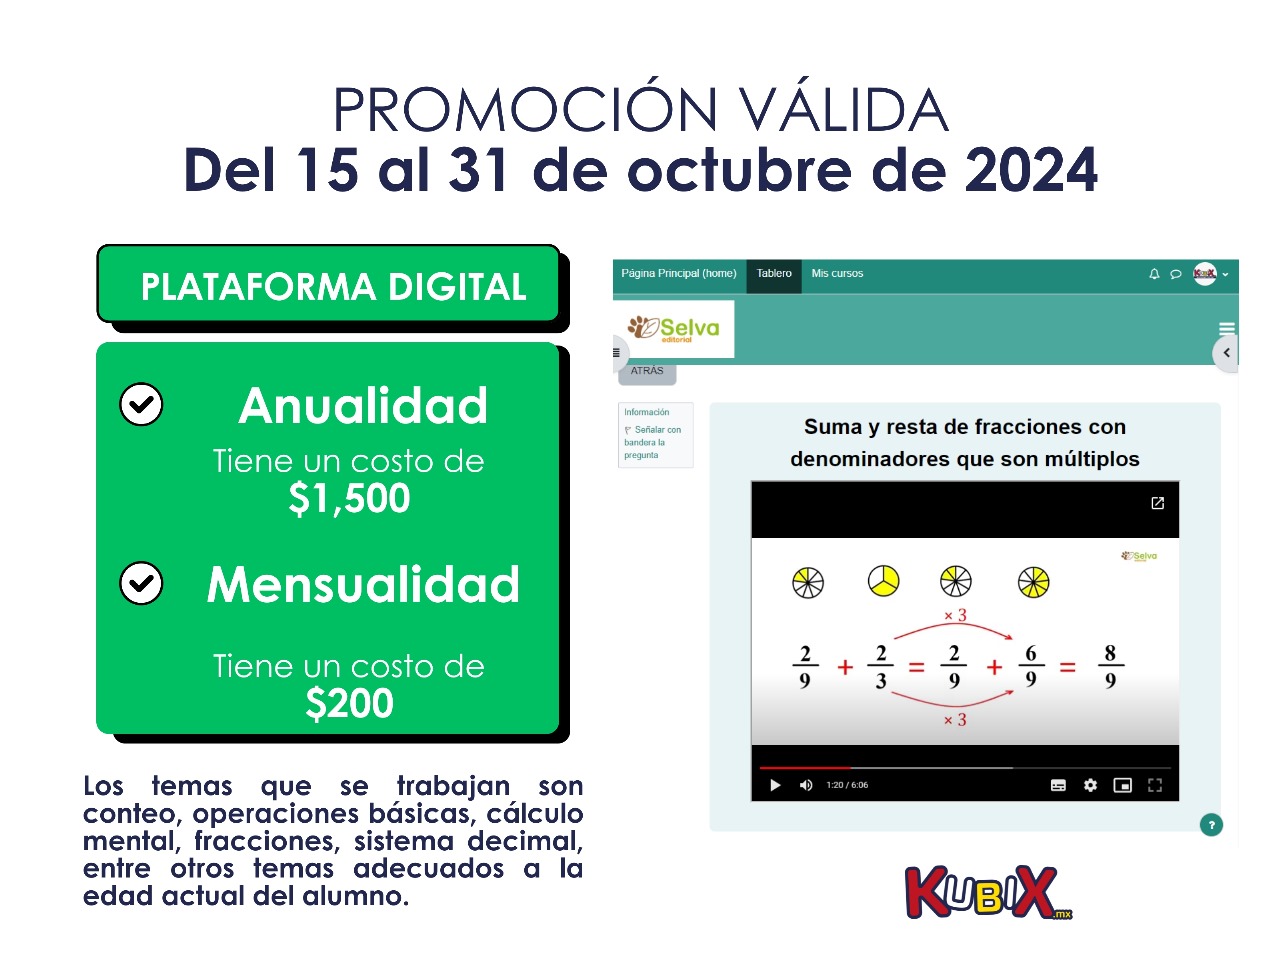 PROMOCIÓN VÁLIDA
Del 15 al 31 de octubre de 2024
PLATAFORMA DIGITAL
Anualidad
Tiene un costo de
$1,500
Mensualidad
Tiene un costo de
$200
Los temas que se trabajan son
conteo, operaciones básicas, cálculo
mental, fracciones, sistema decimal,
entre otros temas adecuados a la
edad actual del alumno.
Página Principal (home) Tablero Mis cursos
KUBIX
Selva
editorial
ATRÁS
Información
Señalar con
bandera la
pregunta
Suma y resta de fracciones con
denominadores que son múltiplos
Selva
× 3
2/9 + 2/3 = 2/9 + 6/9 = 8/9
× 3
1:20 / 6:06
?
KUBIX.mx